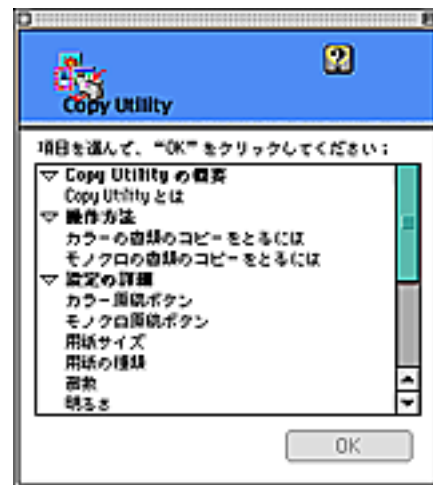 ?
Copy Utility
項目を選んで、"OK"をクリックしてください:
▽ Copy Utility の概要
Copy Utility とは
▽ 操作方法
カラーの書類のコピーをとるには
モノクロの書類のコピーをとるには
▽ 設定の詳細
カラー原稿ボタン
モノクロ原稿ボタン
用紙サイズ
用紙の種類
部数
明るさ
OK